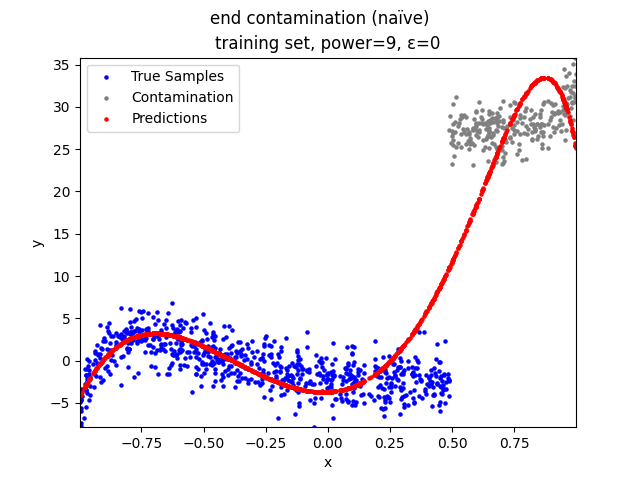 end contamination (naïve)
training set, power=9, ε=0
True Samples
Contamination
Predictions
35
30
25
20
15
10
5
0
−5
y
−0.75 −0.50 −0.25 0.00 0.25 0.50 0.75
x